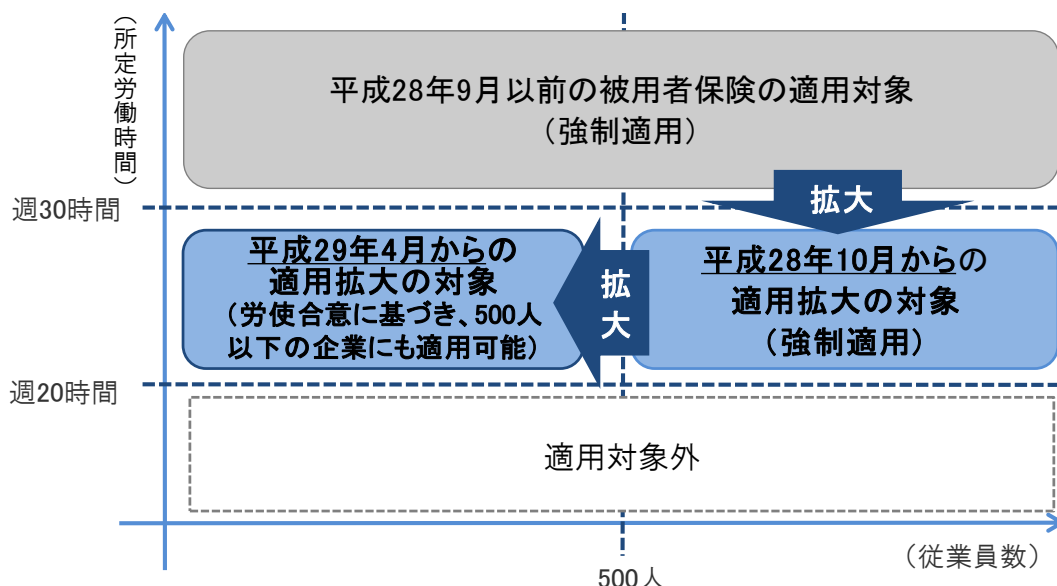 （所定労働時間）
平成28年9月以前の被用者保険の適用対象
（強制適用）
週30時間
拡大
平成29年4月からの
適用拡大の対象
（労使合意に基づき、500人
以下の企業にも適用可能）
拡大
平成28年10月からの
適用拡大の対象
（強制適用）
週20時間
適用対象外
500人
（従業員数）